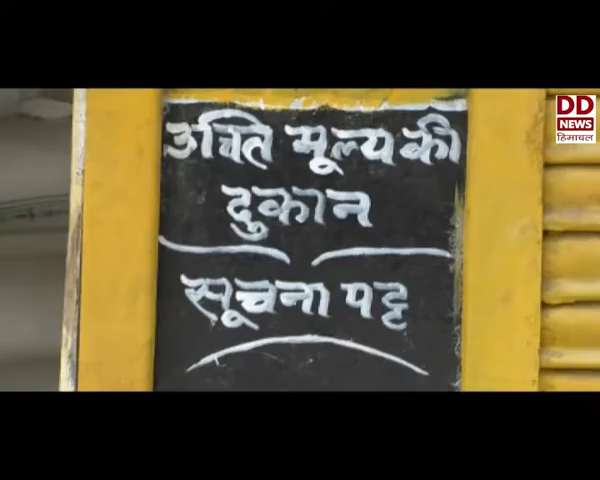 उचित मूल्य की
दुकान
सूचना पट्ट
DD
NEWS
हिमाचल